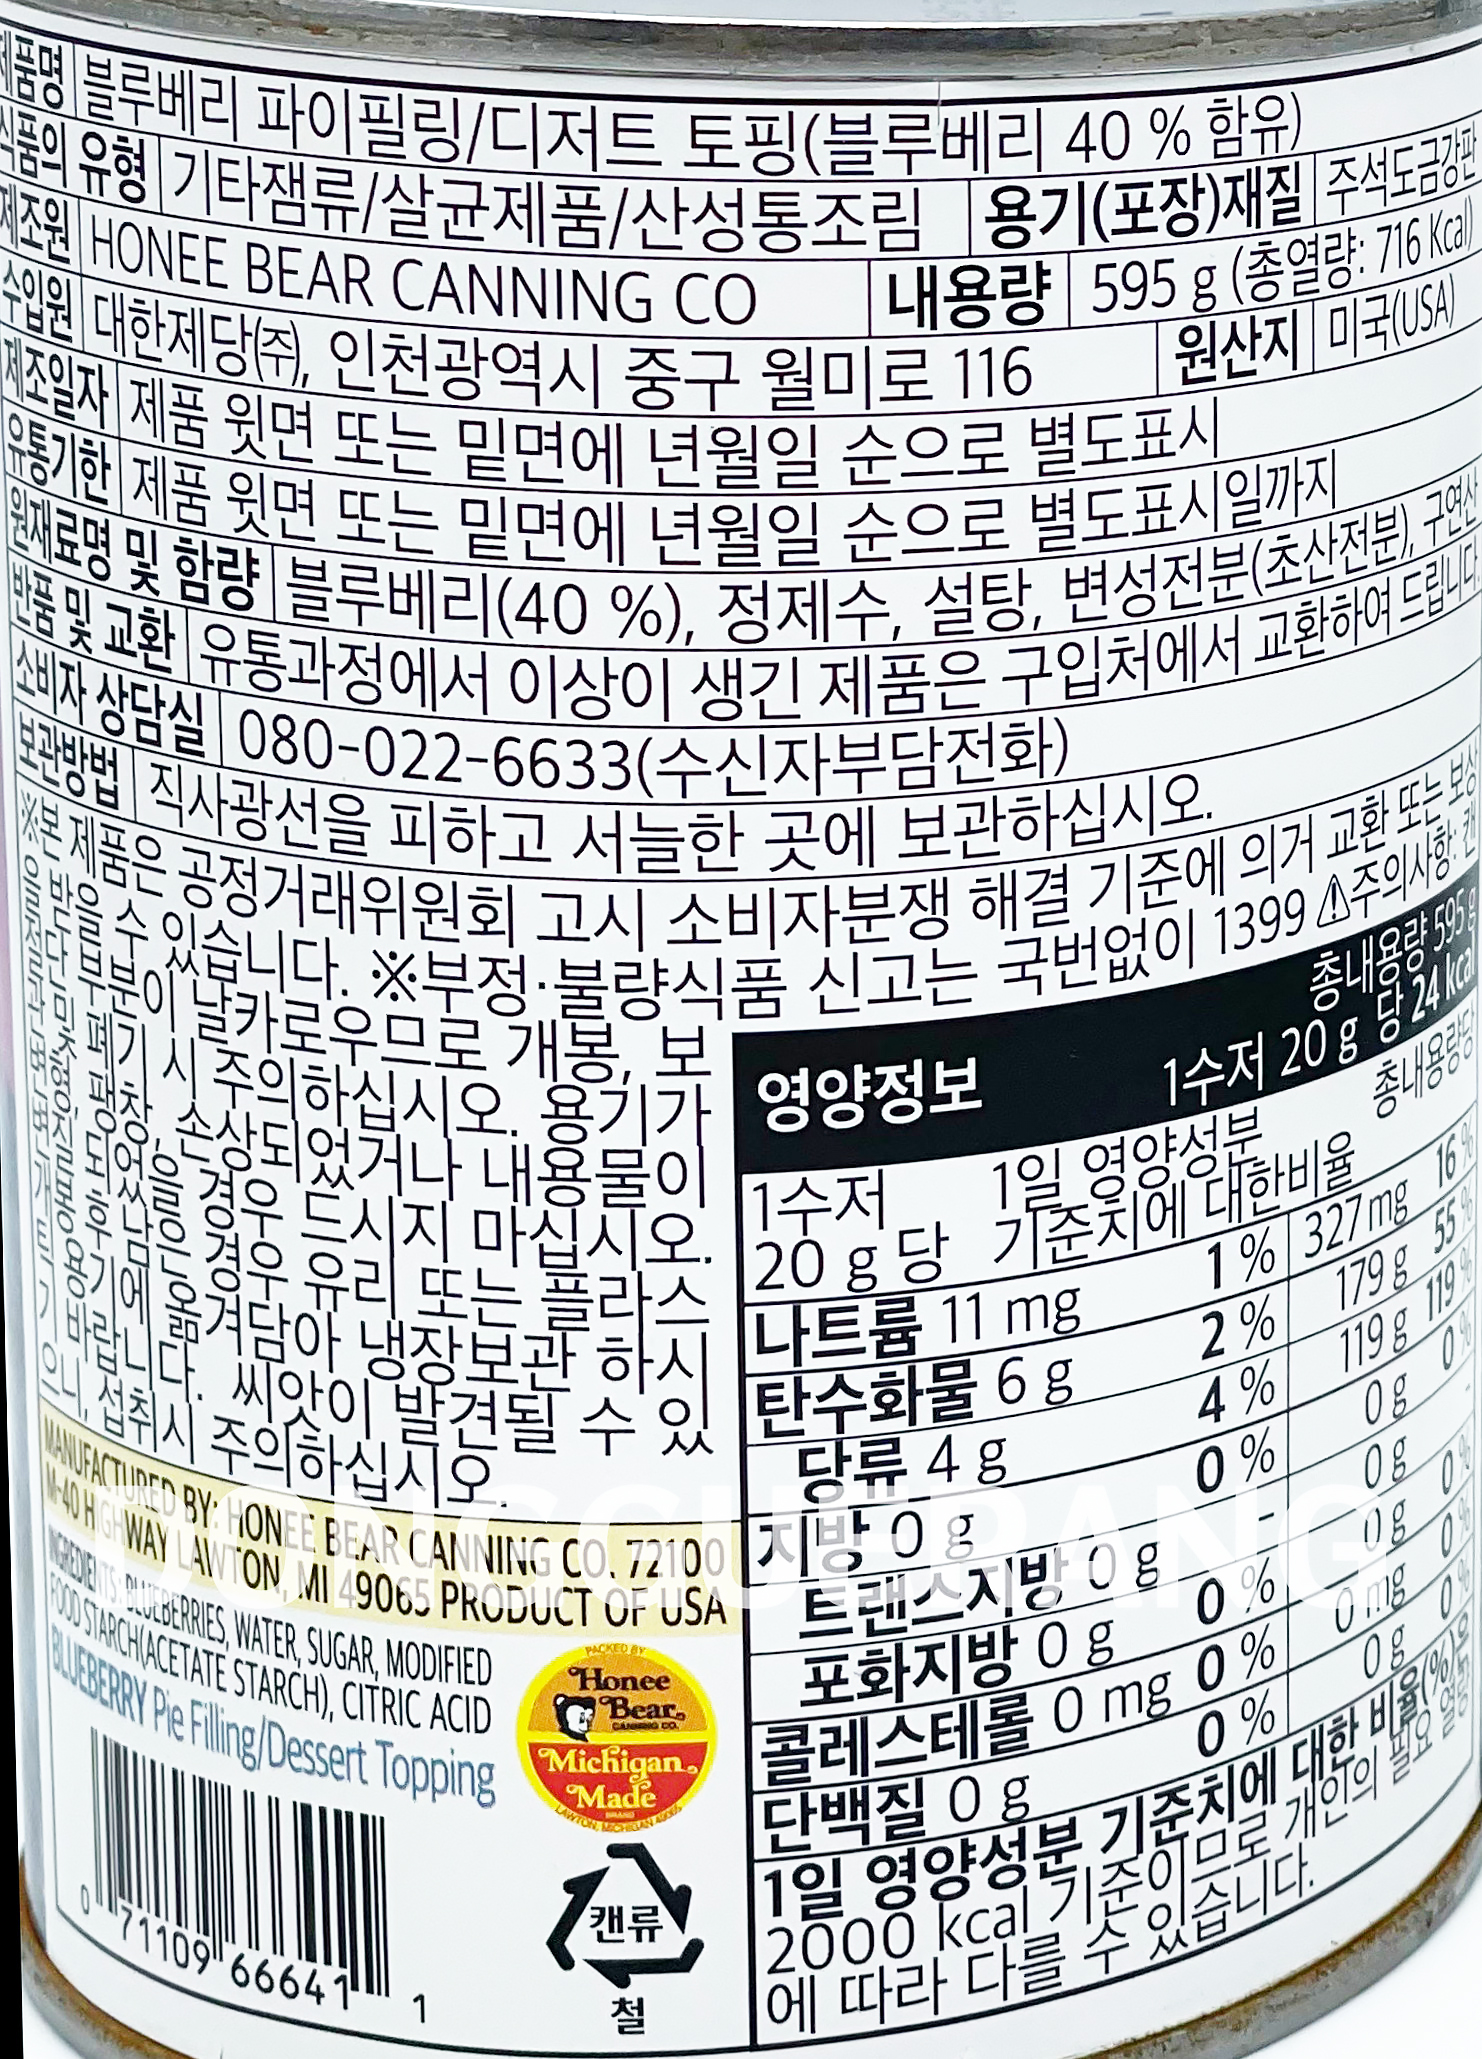 제품명 블루베리 파이필링/디저트 토핑(블루베리 40 % 함유)
식품의 유형 기타잼류/살균제품/산성통조림 용기(포장)재질 주석도금강판
제조원 HONEE BEAR CANNING CO 내용량 595 g (총열량: 716 Kcal)
수입원 대한제당㈜, 인천광역시 중구 월미로 116 원산지 미국(USA)
제조일자 제품 윗면 또는 밑면에 년월일 순으로 별도표시
유통기한 제품 윗면 또는 밑면에 년월일 순으로 별도표시일까지
원재료명 및 함량 블루베리(40 %), 정제수, 설탕, 변성전분(초산전분), 구연산
반품 및 교환 유통과정에서 이상이 생긴 제품은 구입처에서 교환하여 드립니다
소비자 상담실 080-022-6633(수신자부담전화)
보관방법 직사광선을 피하고 서늘한 곳에 보관하십시오.
※본 제품은 공정거래위원회 고시 소비자분쟁 해결 기준에 의거 교환 또는 보상
을 받을 수 있습니다. ※부정·불량식품 신고는 국번없이 1399 ⚠주의사항: 캔
절단 부분이 날카로우므로 개봉, 보
관 및 폐기 시 주의하십시오. 용기가
변형, 팽창, 손상되었거나 내용물이
변질 되었을 경우 드시지 마십시오.
개봉 후 남은 경우 유리 또는 플라스
틱 용기에 옮겨담아 냉장보관 하시
기 바랍니다. 씨앗이 발견될 수 있
으니, 섭취시 주의하십시오.
영양정보 총내용량 595 g
1수저 20 g 당 24 kcal
1수저 20 g 당 1일 영양성분 기준치에 대한비율 총내용량당
나트륨 11 mg 1 % 327 mg 16 %
탄수화물 6 g 2 % 179 g 55 %
당류 4 g 4 % 119 g 119 %
지방 0 g 0 % 0 g 0 %
트랜스지방 0 g - 0 g -
포화지방 0 g 0 % 0 g 0 %
콜레스테롤 0 mg 0 % 0 mg 0 %
단백질 0 g 0 % 0 g 0 %
1일 영양성분 기준치에 대한 비율(%)은
2000 kcal 기준이므로 개인의 필요 열량
에 따라 다를 수 있습니다.
MANUFACTURED BY: HONEE BEAR CANNING CO. 72100
M-40 HIGHWAY LAWTON, MI 49065 PRODUCT OF USA
INGREDIENTS: BLUEBERRIES, WATER, SUGAR, MODIFIED
FOOD STARCH(ACETATE STARCH), CITRIC ACID
BLUEBERRY Pie Filling/Dessert Topping
PACKED BY
Honee
Bear
CANNING CO.
Michigan
Made
BRAND
LAWTON, MICHIGAN 49065
0 71109 66641 1
캔류
철
DONGGURANG